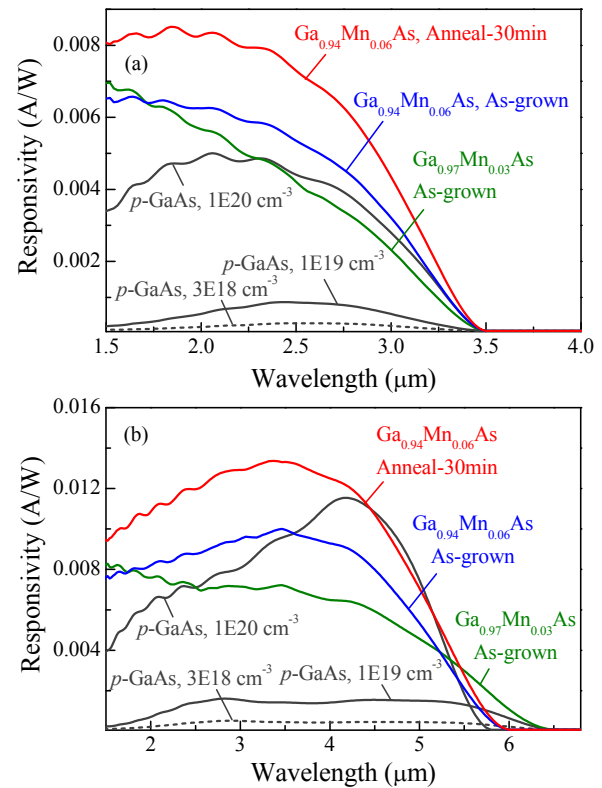 0.008
(a)
Ga0.94Mn0.06As, Anneal-30min
0.006
Ga0.94Mn0.06As, As-grown
0.004
Ga0.97Mn0.03As
As-grown
p-GaAs, 1E20 cm⁻³
0.002
p-GaAs, 1E19 cm⁻³
p-GaAs, 3E18 cm⁻³
Responsivity (A/W)
1.5 2.0 2.5 3.0 3.5 4.0
Wavelength (μm)
0.016
(b)
Ga0.94Mn0.06As
Anneal-30min
0.012
Ga0.94Mn0.06As
As-grown
0.008
Ga0.97Mn0.03As
As-grown
p-GaAs, 1E20 cm⁻³
0.004
p-GaAs, 3E18 cm⁻³
p-GaAs, 1E19 cm⁻³
Responsivity (A/W)
2 3 4 5 6
Wavelength (μm)